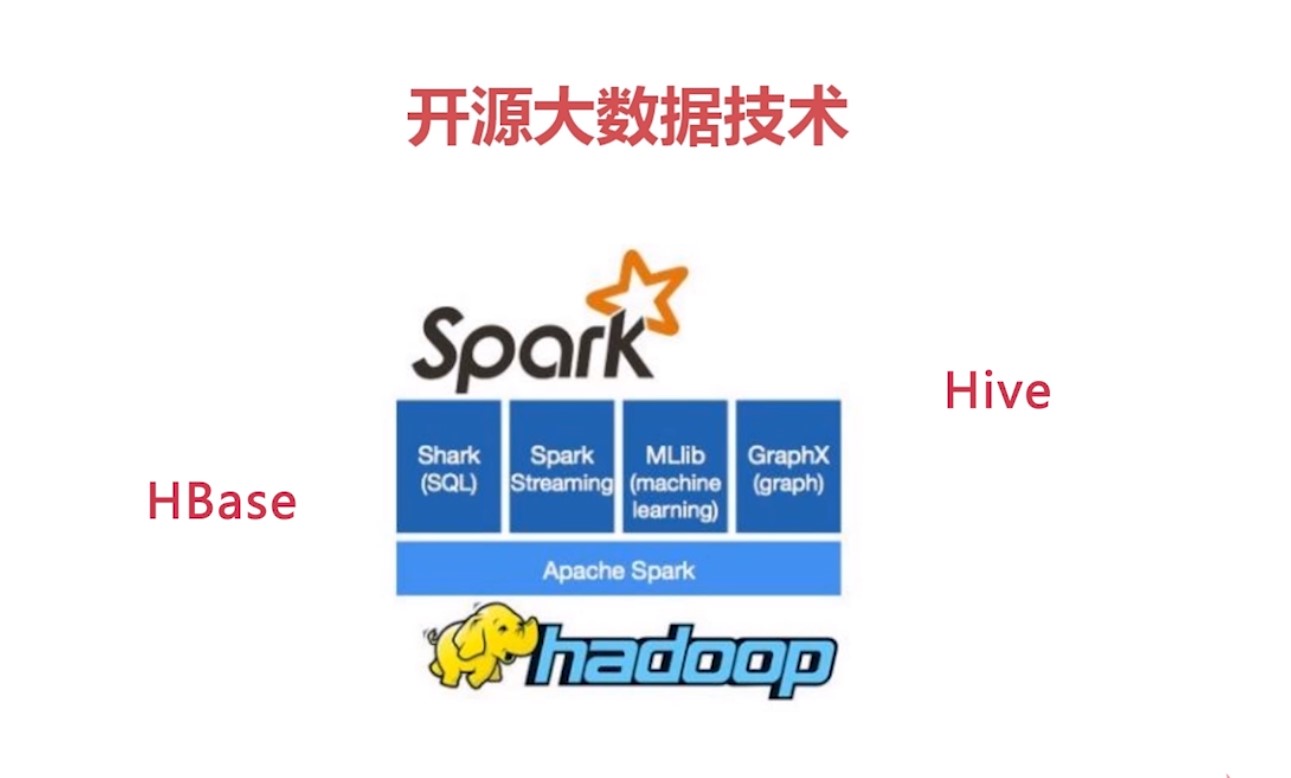 开源大数据技术
Spark
Hive
Shark
(SQL)
Spark
Streaming
MLlib
(machine
learning)
GraphX
(graph)
HBase
Apache Spark
hadoop